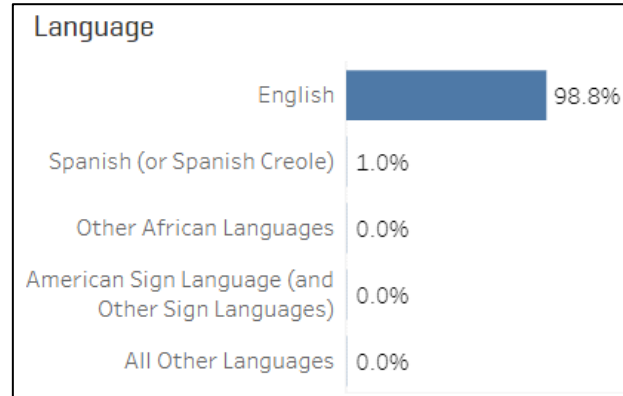 Language
English 98.8%
Spanish (or Spanish Creole) 1.0%
Other African Languages 0.0%
American Sign Language (and
Other Sign Languages) 0.0%
All Other Languages 0.0%